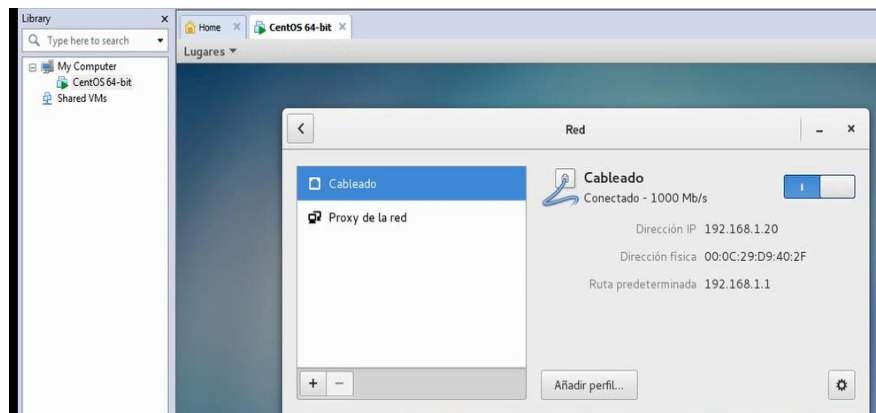 Library x
Type here to search
My Computer
CentOS 64-bit
Shared VMs
Home × CentOS 64-bit ×
Lugares
Red
Cableado
Proxy de la red
+ −
Cableado
Conectado - 1000 Mb/s
Dirección IP 192.168.1.20
Dirección física 00:0C:29:D9:40:2F
Ruta predeterminada 192.168.1.1
Añadir perfil...